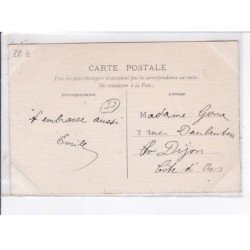 CARTE POSTALE
Tous les pays étrangers n'acceptent pas la correspondance au recto.
(Se renseigner à la Poste)
Correspondance
Adresse
22
T'embrasse aussi
Emile
Madame
2 rue Daubenton
Dijon
Côte d'Or